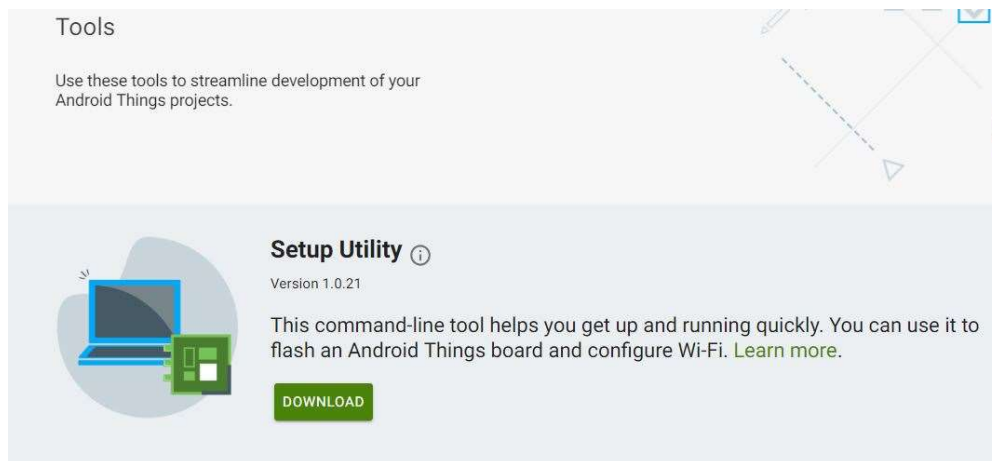 Tools
Use these tools to streamline development of your
Android Things projects.
Setup Utility
Version 1.0.21
This command-line tool helps you get up and running quickly. You can use it to
flash an Android Things board and configure Wi-Fi. Learn more.
DOWNLOAD